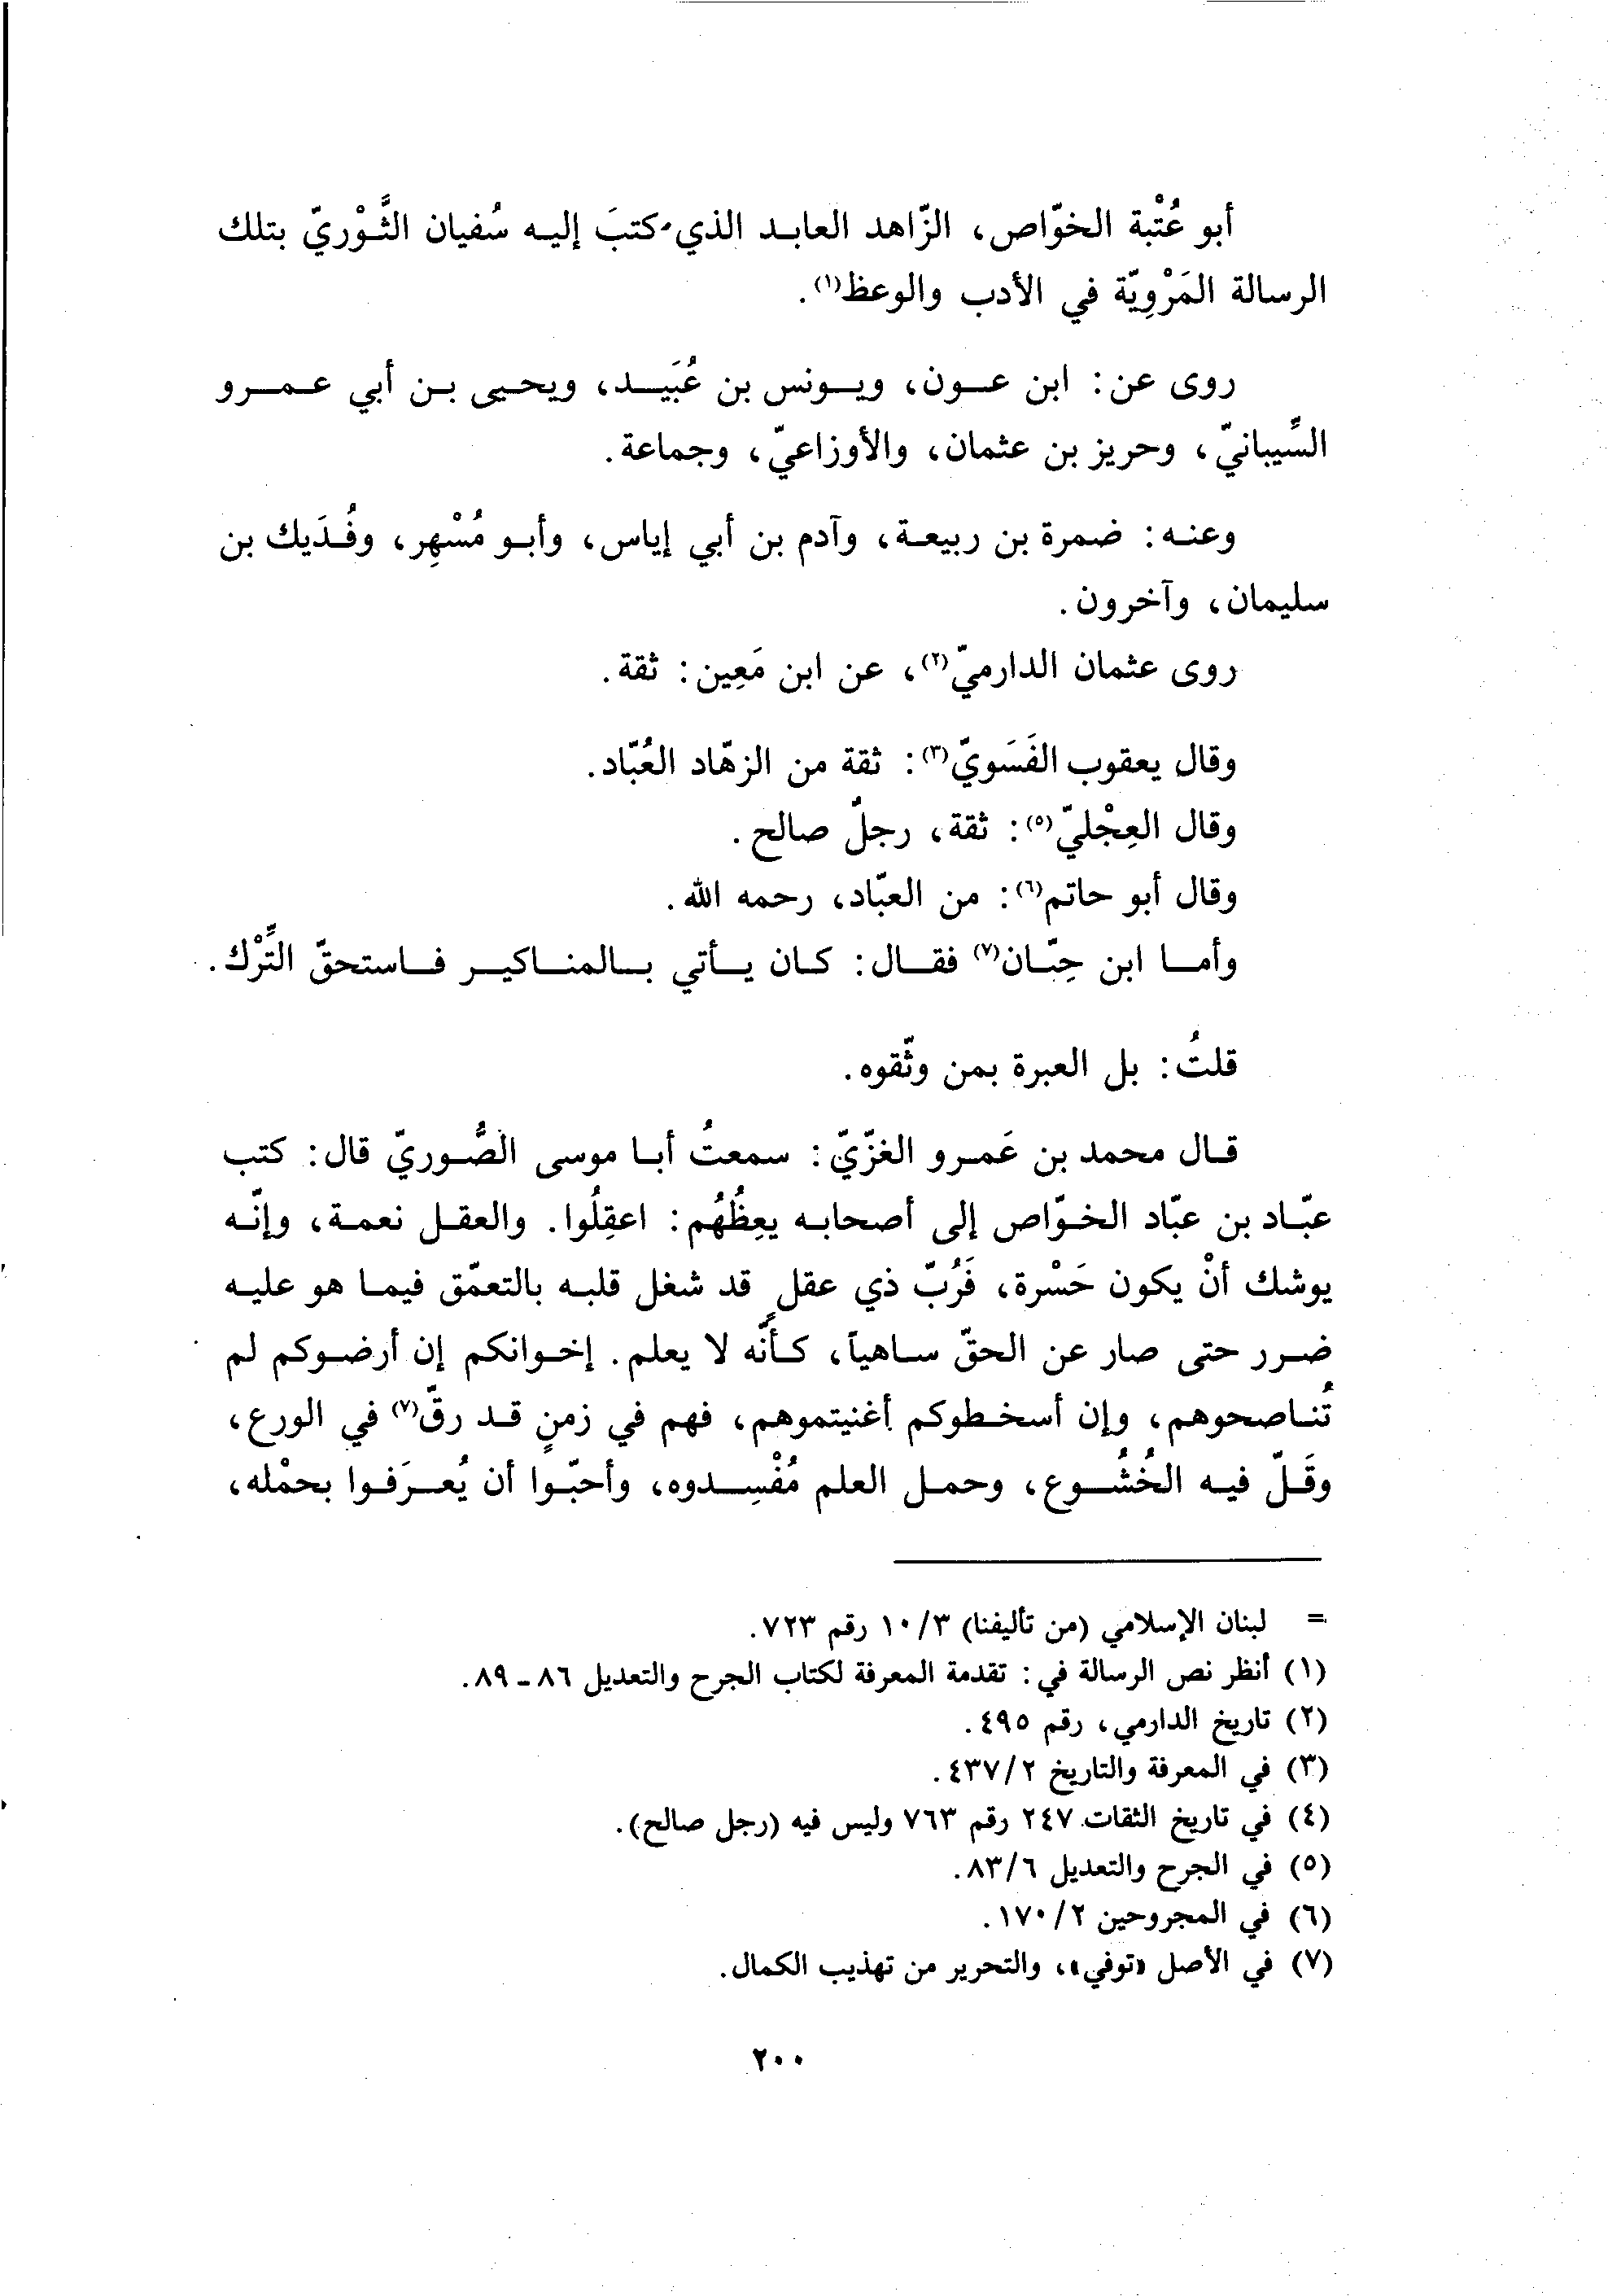 أبو عُتْبة الخوّاص، الزّاهد العابد الذي كتبَ إليه سُفيان الثَّوْريّ بتلك
الرسالة المَرْوِيّة في الأدب والوعظ(١).
روى عن: ابن عون، ويونس بن عُبَيد، ويحيى بن أبي عمرو
السَّيبانيّ، وحريز بن عثمان، والأوزاعيّ، وجماعة.
وعنه: ضمرة بن ربيعة، وآدم بن أبي إياس، وأبو مُسْهِر، وفُدَيك بن
سليمان، وآخرون.
روى عثمان الدارميّ(٢)، عن ابن مَعِين: ثقة.
وقال يعقوب الفَسَويّ(٣): ثقة من الزهّاد العُبّاد.
وقال العِجْليّ(٥): ثقة، رجلٌ صالح.
وقال أبو حاتم(٦): من العبّاد، رحمه الله.
وأما ابن حِبّان(٧) فقال: كان يأتي بالمناكير فاستحقّ التَّرْك.
قلتُ: بل العبرة بمن وثّقوه.
قال محمد بن عَمرو الغزّيّ: سمعتُ أبا موسى الصُّوريّ قال: كتب
عبّاد بن عبّاد الخوّاص إلى أصحابه يعِظُهُم: اعقِلُوا. والعقل نعمة، وإنّه
يوشك أنْ يكون حَسْرة، فَرُبّ ذي عقلٍ قد شغل قلبه بالتعمّق فيما هو عليه
ضرر حتى صار عن الحقّ ساهياً، كأنّه لا يعلم. إخوانكم إن أرضوكم لم
تُناصحوهم، وإن أسخطوكم أغنيتموهم، فهم في زمنٍ قد رقّ(٧) في الورع،
وقَلّ فيه الخُشُوع، وحمل العلم مُفْسِدوه، وأحبّوا أن يُعرَفوا بحمْله،
= لبنان الإسلامي (من تأليفنا) ١٠/٣ رقم ٧٢٣.
(١) أنظر نص الرسالة في: تقدمة المعرفة لكتاب الجرح والتعديل ٨٦ - ٨٩.
(٢) تاريخ الدارمي، رقم ٤٩٥.
(٣) في المعرفة والتاريخ ٤٣٧/٢.
(٤) في تاريخ الثقات ٢٤٧ رقم ٧٦٣ وليس فيه (رجل صالح).
(٥) في الجرح والتعديل ٨٣/٦.
(٦) في المجروحين ١٧٠/٢.
(٧) في الأصل «توفي»، والتحرير من تهذيب الكمال.
٢٠٠